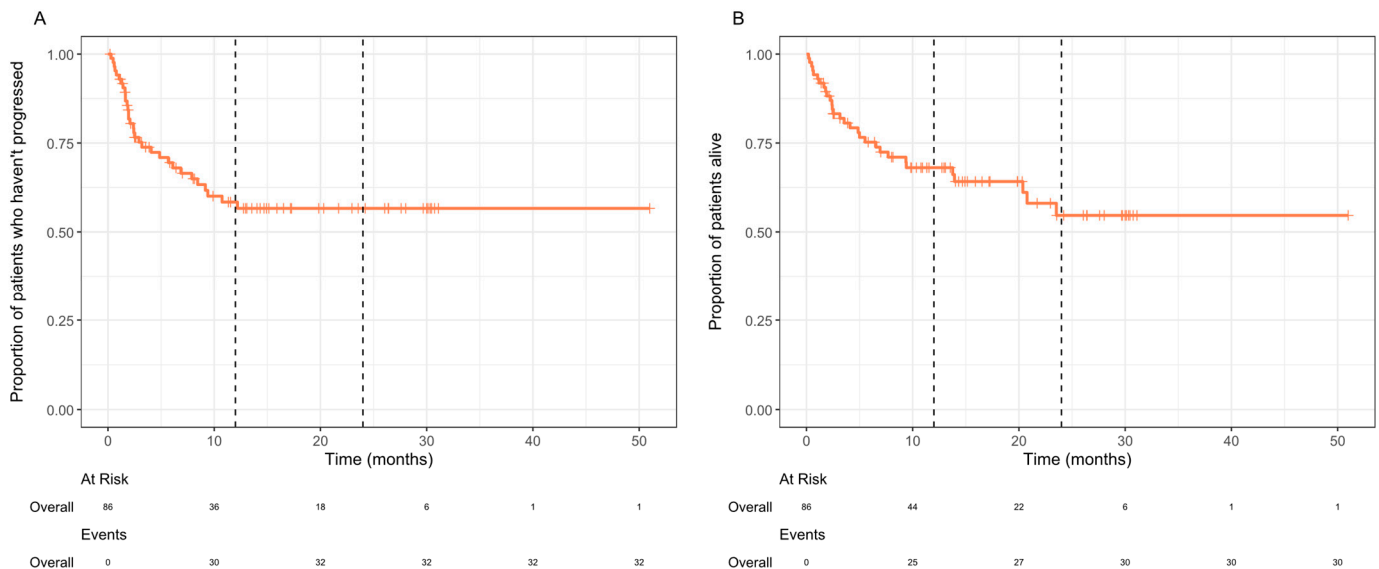 A
Proportion of patients who haven't progressed
1.00
0.75
0.50
0.25
0.00
0 10 20 30 40 50
Time (months)
At Risk
Overall 86 36 18 6 1 1
Events
Overall 0 30 32 32 32 32
B
Proportion of patients alive
1.00
0.75
0.50
0.25
0.00
0 10 20 30 40 50
Time (months)
At Risk
Overall 86 44 22 6 1 1
Events
Overall 0 25 27 30 30 30